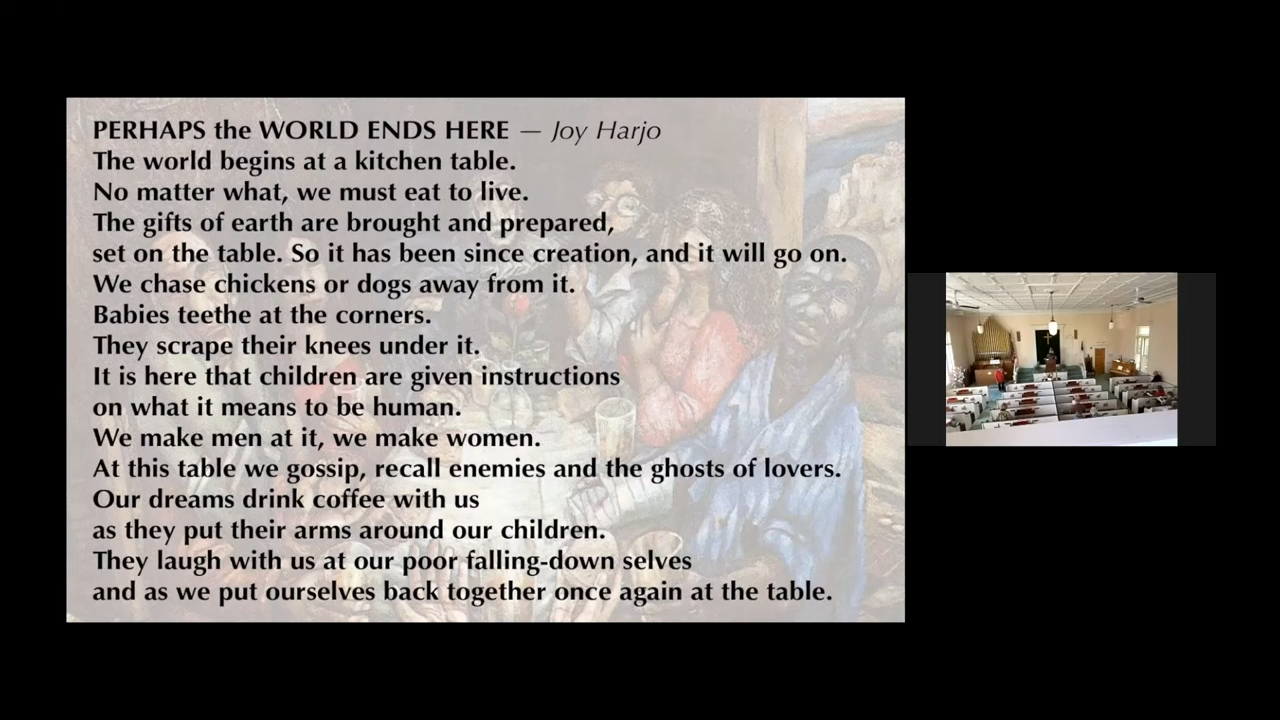 PERHAPS the WORLD ENDS HERE — Joy Harjo
The world begins at a kitchen table.
No matter what, we must eat to live.
The gifts of earth are brought and prepared,
set on the table. So it has been since creation, and it will go on.
We chase chickens or dogs away from it.
Babies teethe at the corners.
They scrape their knees under it.
It is here that children are given instructions
on what it means to be human.
We make men at it, we make women.
At this table we gossip, recall enemies and the ghosts of lovers.
Our dreams drink coffee with us
as they put their arms around our children.
They laugh with us at our poor falling-down selves
and as we put ourselves back together once again at the table.